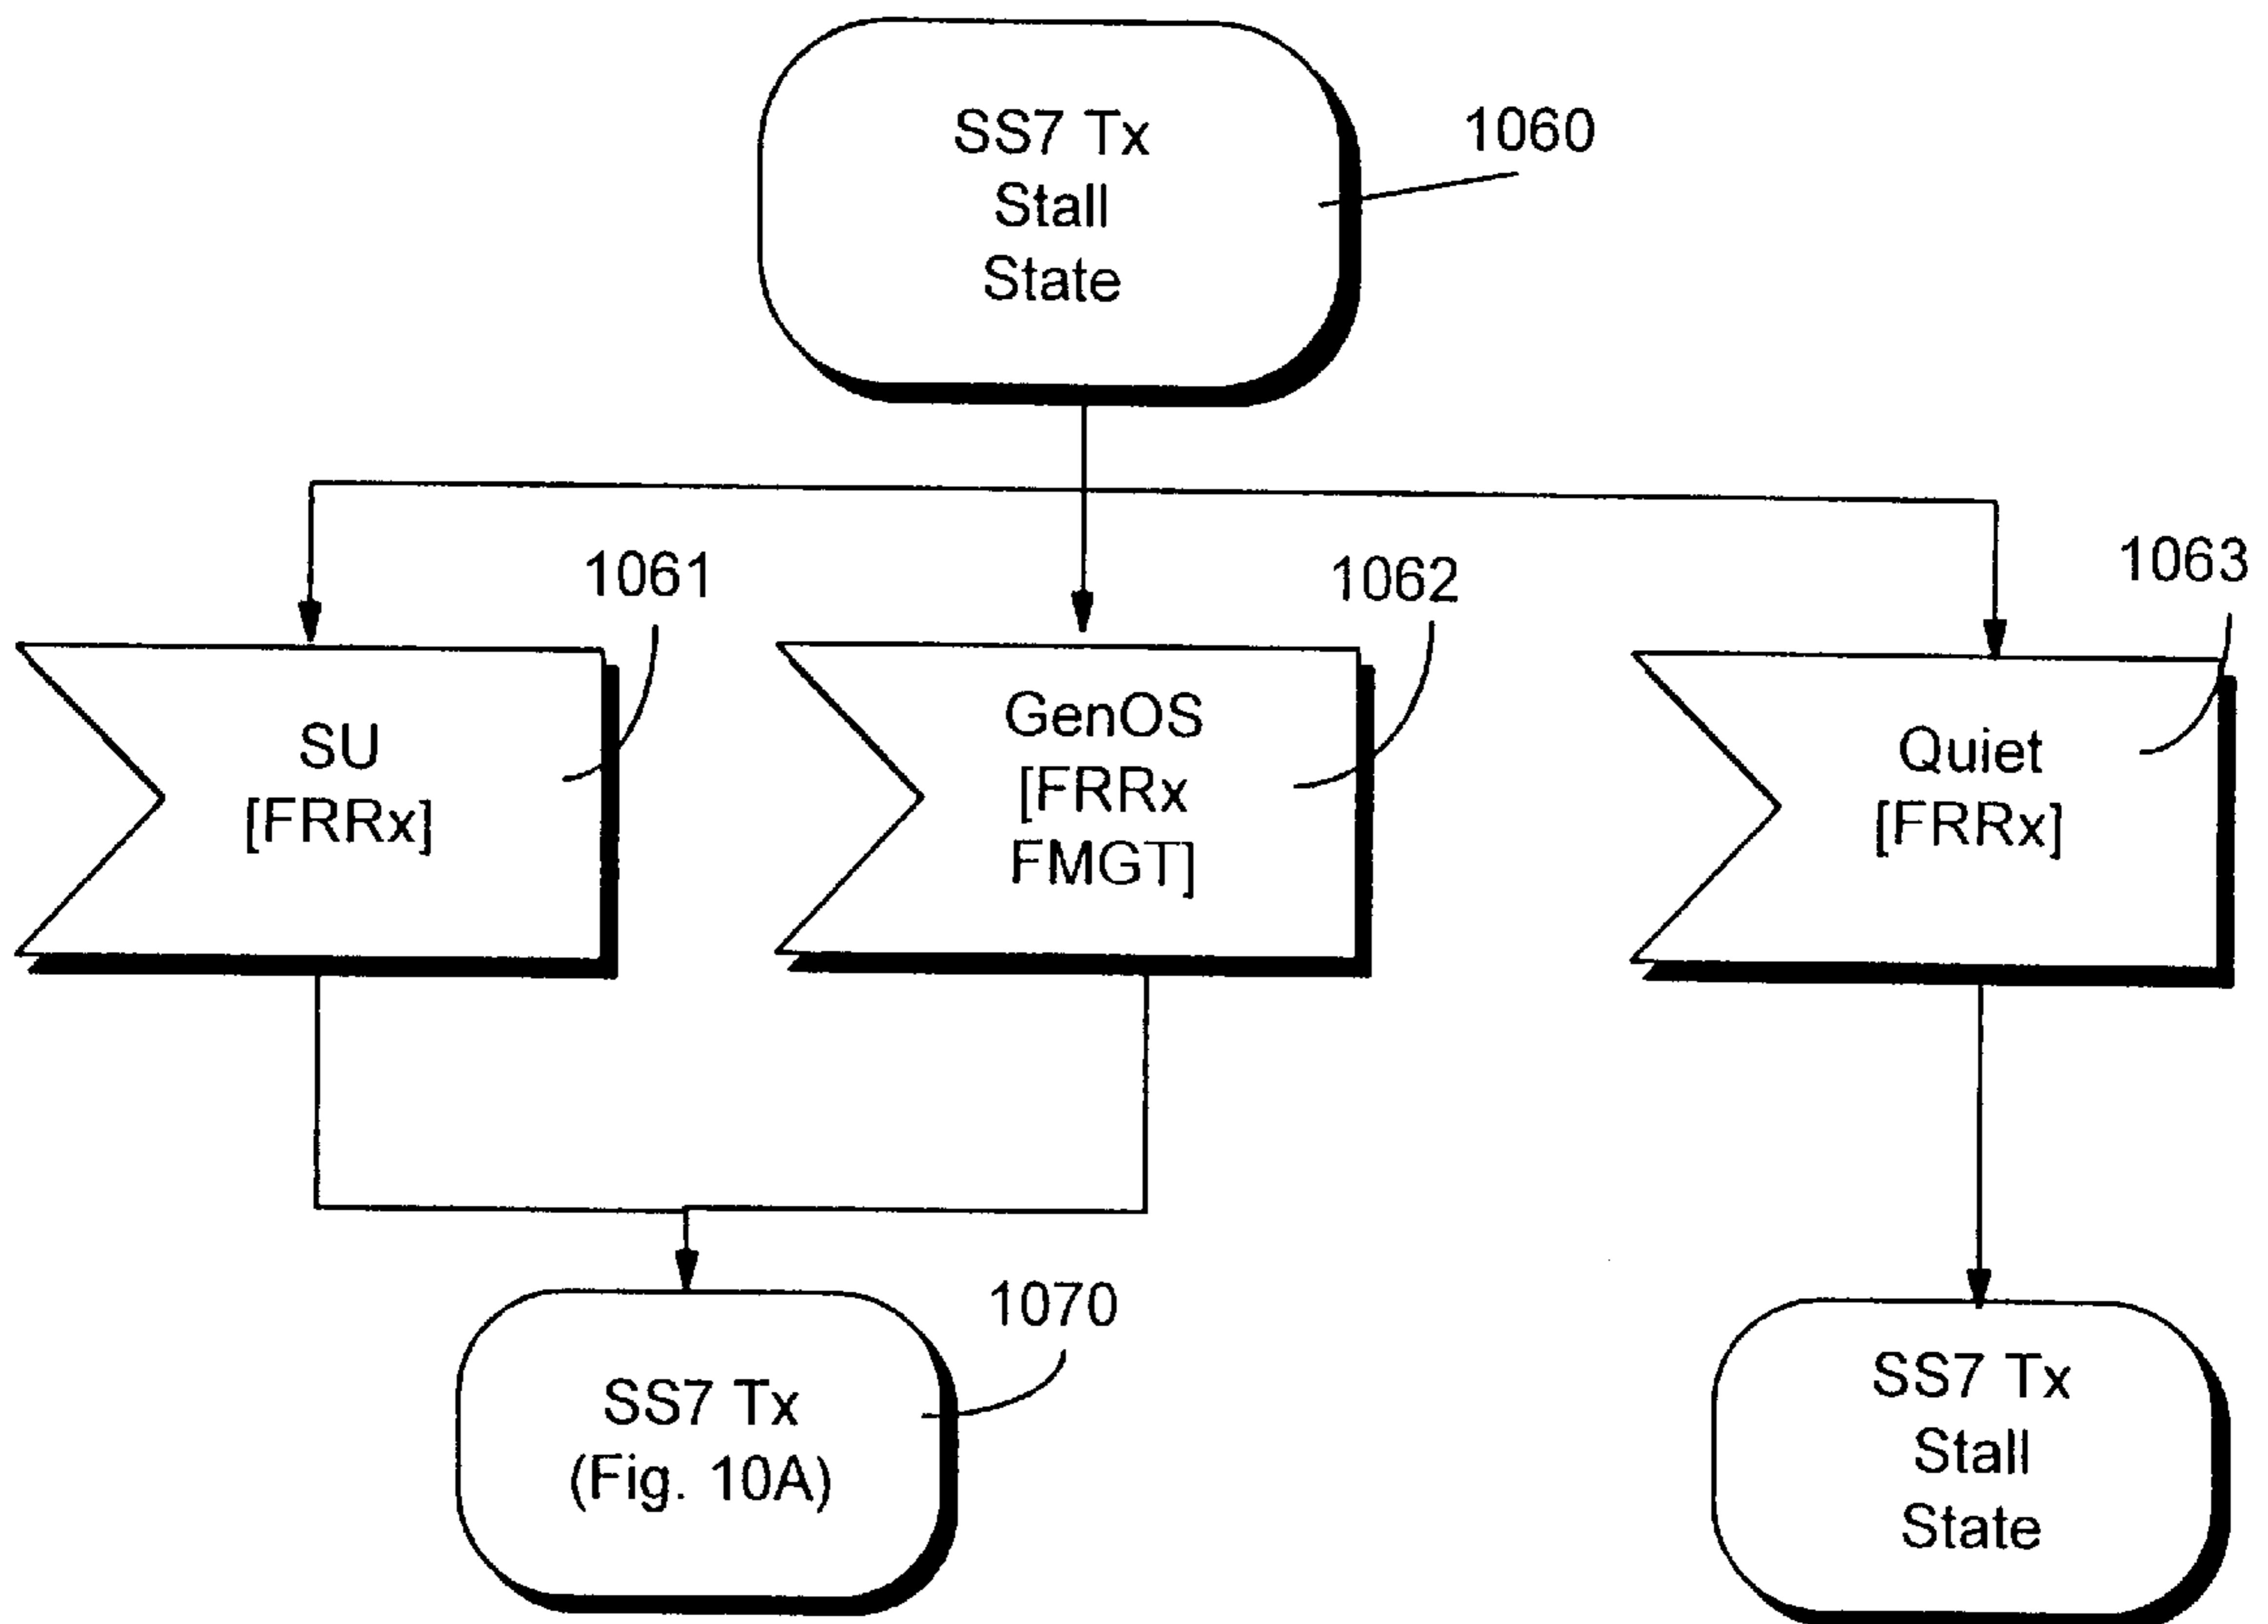 SS7 Tx
Stall
State
1060
1061
1062
1063
SU
[FRRx]
GenOS
[FRRx
FMGT]
Quiet
[FRRx]
1070
SS7 Tx
(Fig. 10A)
SS7 Tx
Stall
State